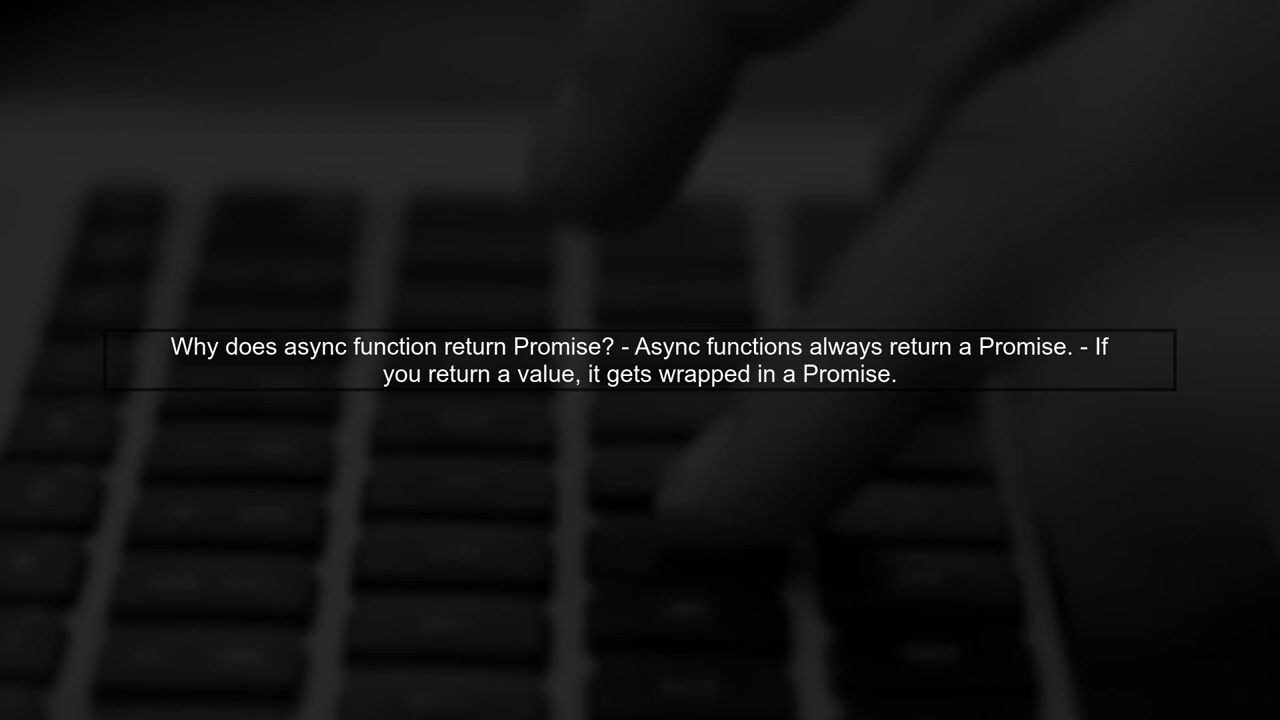 Why does async function return Promise? - Async functions always return a Promise. - If
you return a value, it gets wrapped in a Promise.